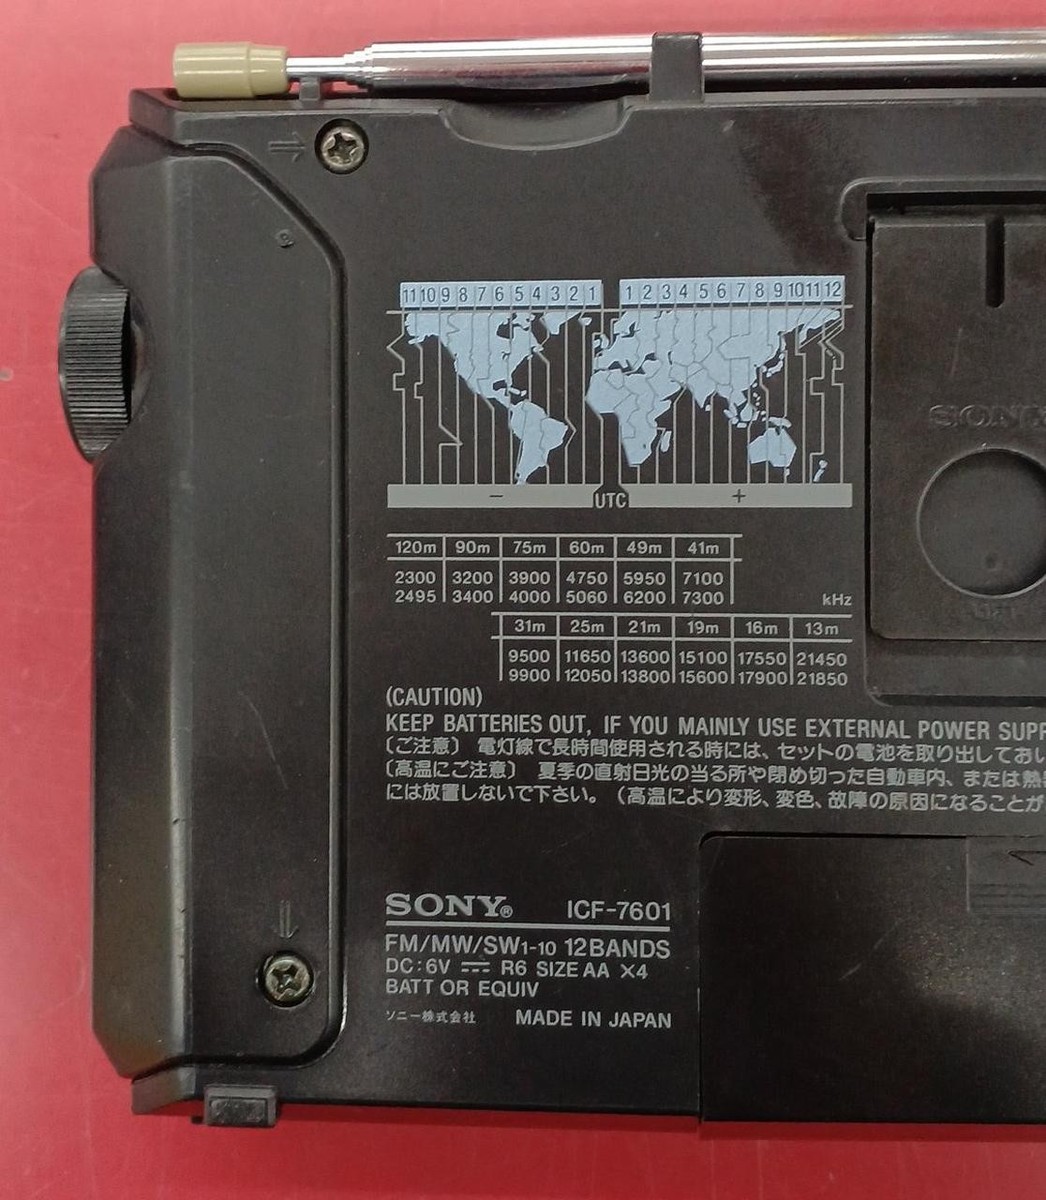 11 10 9 8 7 6 5 4 3 2 1 1 2 3 4 5 6 7 8 9 10 11 12
− UTC +
120m 90m 75m 60m 49m 41m
2300 3200 3900 4750 5950 7100
2495 3400 4000 5060 6200 7300 kHz
31m 25m 21m 19m 16m 13m
9500 11650 13600 15100 17550 21450
9900 12050 13800 15600 17900 21850
(CAUTION)
KEEP BATTERIES OUT, IF YOU MAINLY USE EXTERNAL POWER SUPP
〔ご注意〕 電灯線で長時間使用される時には、セットの電池を取り出しておい
〔高温にご注意〕 夏季の直射日光の当る所や閉め切った自動車内、または熱
には放置しないで下さい。(高温により変形、変色、故障の原因になることが
SONY
SONY® ICF-7601
FM/MW/SW1-10 12BANDS
DC:6V R6 SIZE AA ×4
BATT OR EQUIV
ソニー株式会社 MADE IN JAPAN